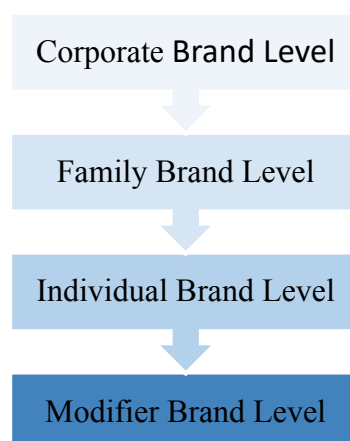 Corporate Brand Level
Family Brand Level
Individual Brand Level
Modifier Brand Level